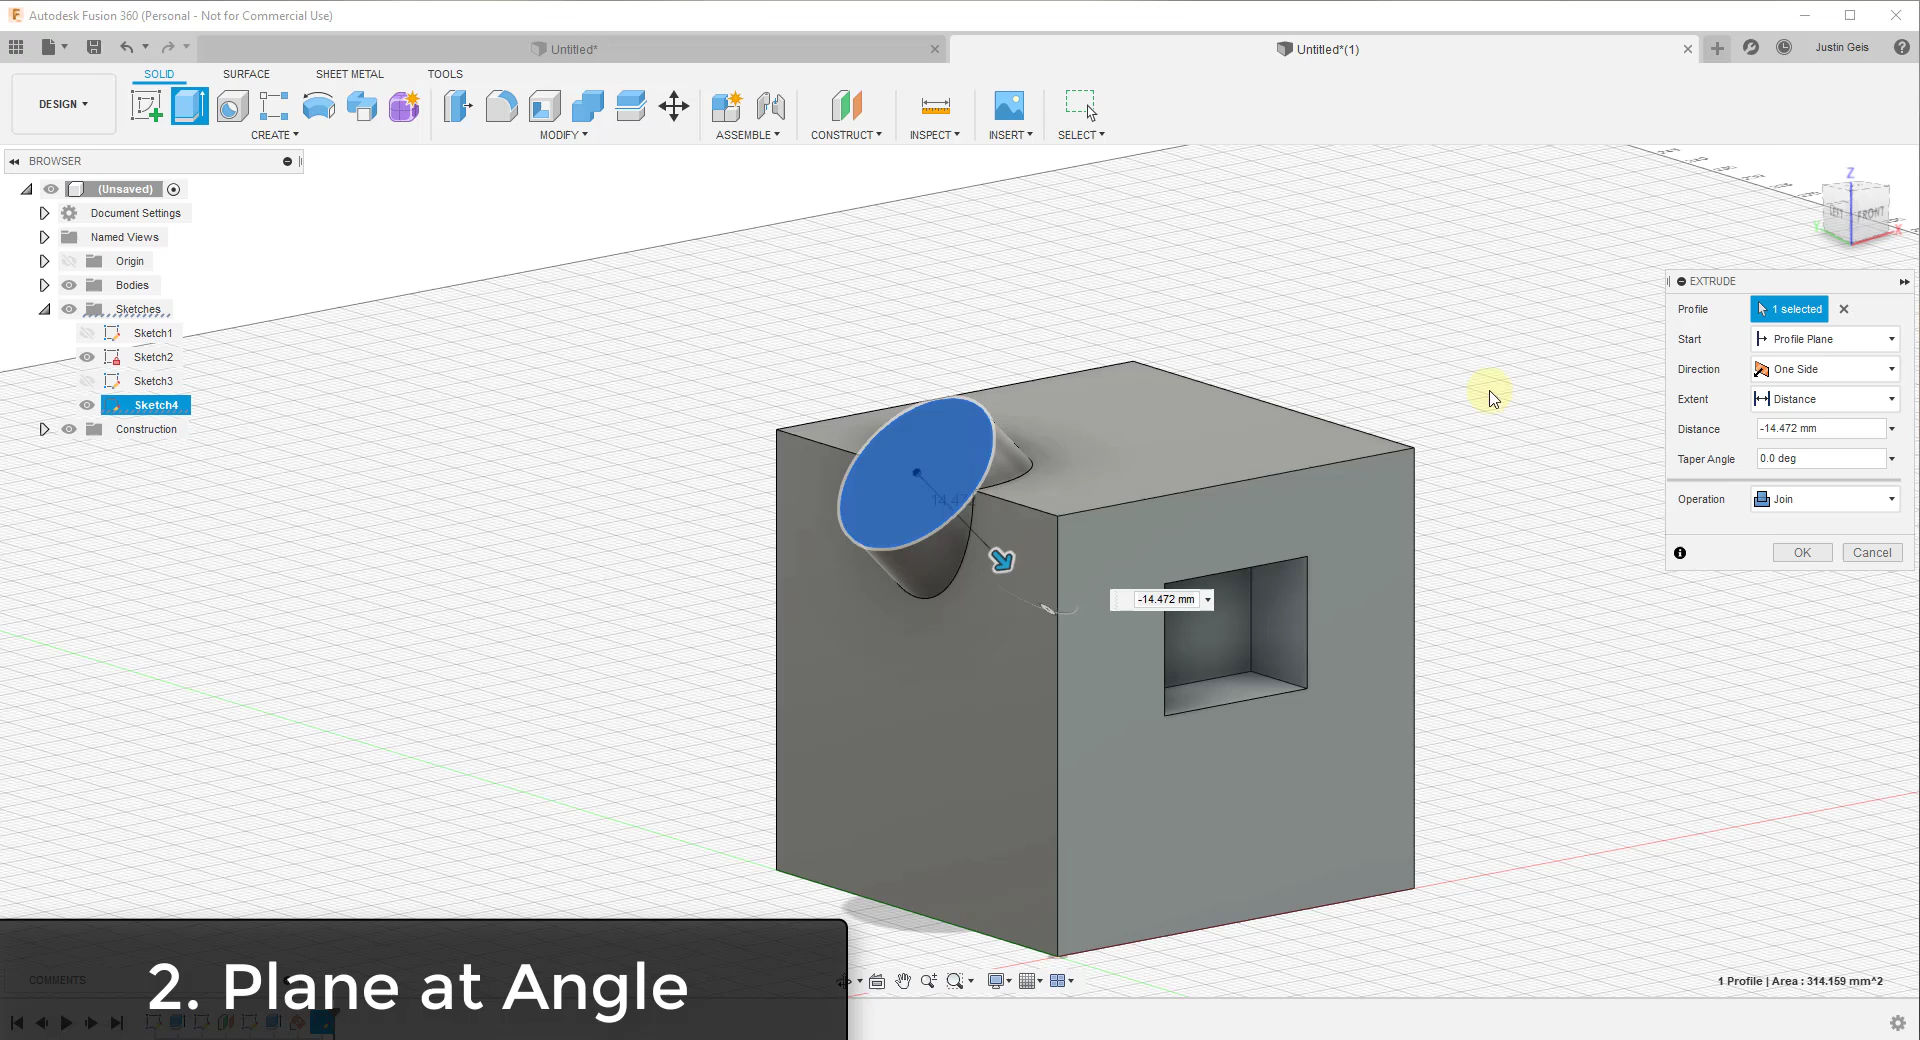 Autodesk Fusion 360 (Personal - Not for Commercial Use)
Untitled*
Untitled*(1)
Justin Geis
SOLID
SURFACE
SHEET METAL
TOOLS
DESIGN
CREATE
MODIFY
ASSEMBLE
CONSTRUCT
INSPECT
INSERT
SELECT
BROWSER
(Unsaved)
Document Settings
Named Views
Origin
Bodies
Sketches
Sketch1
Sketch2
Sketch3
Sketch4
Construction
Z
LEFT
FRONT
X
Y
EXTRUDE
Profile
1 selected
Start
Profile Plane
Direction
One Side
Extent
Distance
Distance
-14.472 mm
Taper Angle
0.0 deg
Operation
Join
OK
Cancel
-14.472 mm
COMMENTS
2. Plane at Angle
1 Profile | Area : 314.159 mm^2